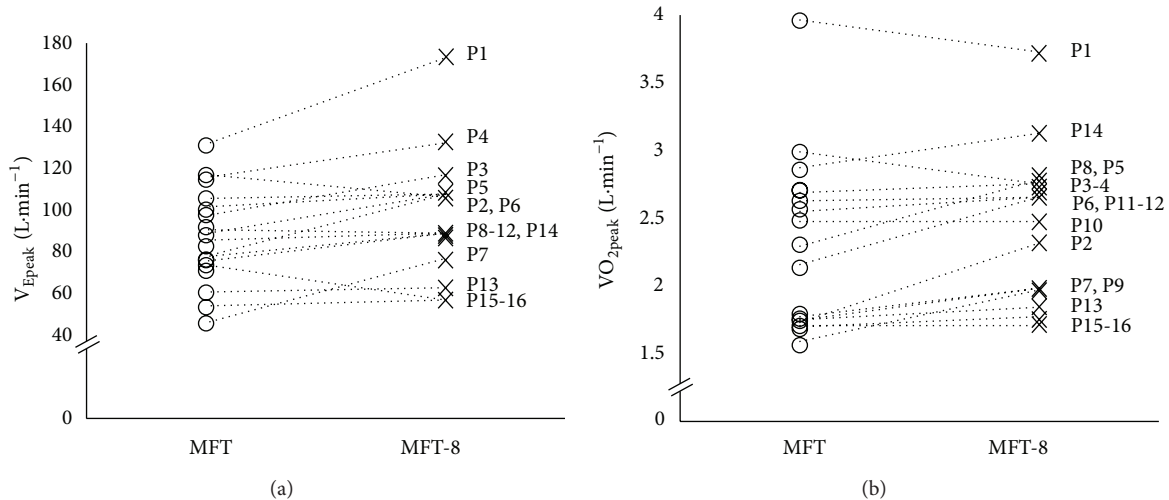 V_Epeak (L·min⁻¹)
180
160
140
120
100
80
60
40
0
P1
P4
P3
P5
P2, P6
P8-12, P14
P7
P13
P15-16
MFT
MFT-8
(a)
VO_2peak (L·min⁻¹)
4
3.5
3
2.5
2
1.5
0
P1
P14
P8, P5
P3-4
P6, P11-12
P10
P2
P7, P9
P13
P15-16
MFT
MFT-8
(b)